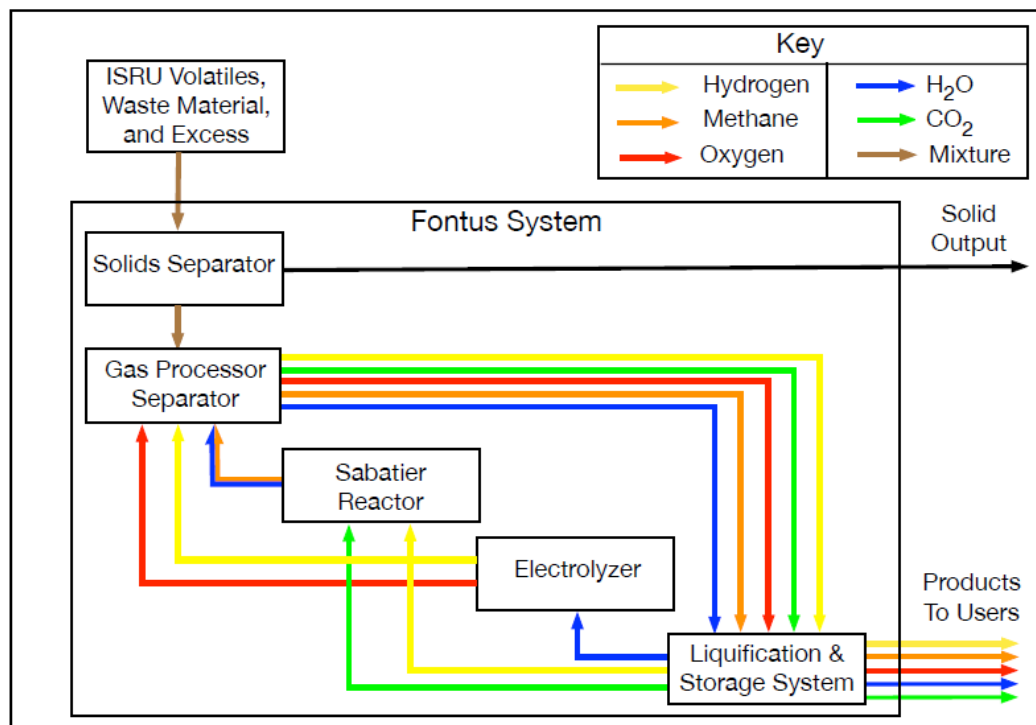 ISRU Volatiles,
Waste Material,
and Excess
Key
Hydrogen
Methane
Oxygen
H₂O
CO₂
Mixture
Fontus System
Solid
Output
Solids Separator
Gas Processor
Separator
Sabatier
Reactor
Electrolyzer
Products
To Users
Liquification &
Storage System